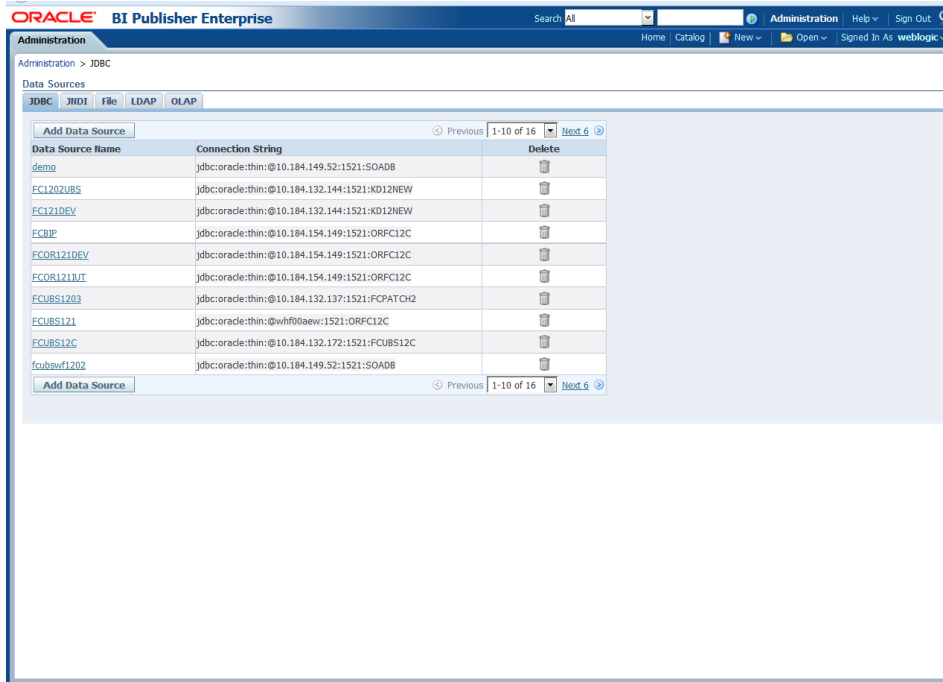 ORACLE BI Publisher Enterprise Search All Administration Help Sign Out
Administration Home Catalog New Open Signed In As weblogic
Administration > JDBC
Data Sources
JDBC JNDI File LDAP OLAP
Add Data Source Previous 1-10 of 16 Next 6
Data Source Name Connection String Delete
demo jdbc:oracle:thin:@10.184.149.52:1521:SOADB
FC1202UBS jdbc:oracle:thin:@10.184.132.144:1521:KD12NEW
FC121DEV jdbc:oracle:thin:@10.184.132.144:1521:KD12NEW
FCBIP jdbc:oracle:thin:@10.184.154.149:1521:ORFC12C
FCOR121DEV jdbc:oracle:thin:@10.184.154.149:1521:ORFC12C
FCOR121IUT jdbc:oracle:thin:@10.184.154.149:1521:ORFC12C
FCUBS1203 jdbc:oracle:thin:@10.184.132.137:1521:FCPATCH2
FCUBS121 jdbc:oracle:thin:@whf00aew:1521:ORFC12C
FCUBS12C jdbc:oracle:thin:@10.184.132.172:1521:FCUBS12C
fcubswf1202 jdbc:oracle:thin:@10.184.149.52:1521:SOADB
Add Data Source Previous 1-10 of 16 Next 6